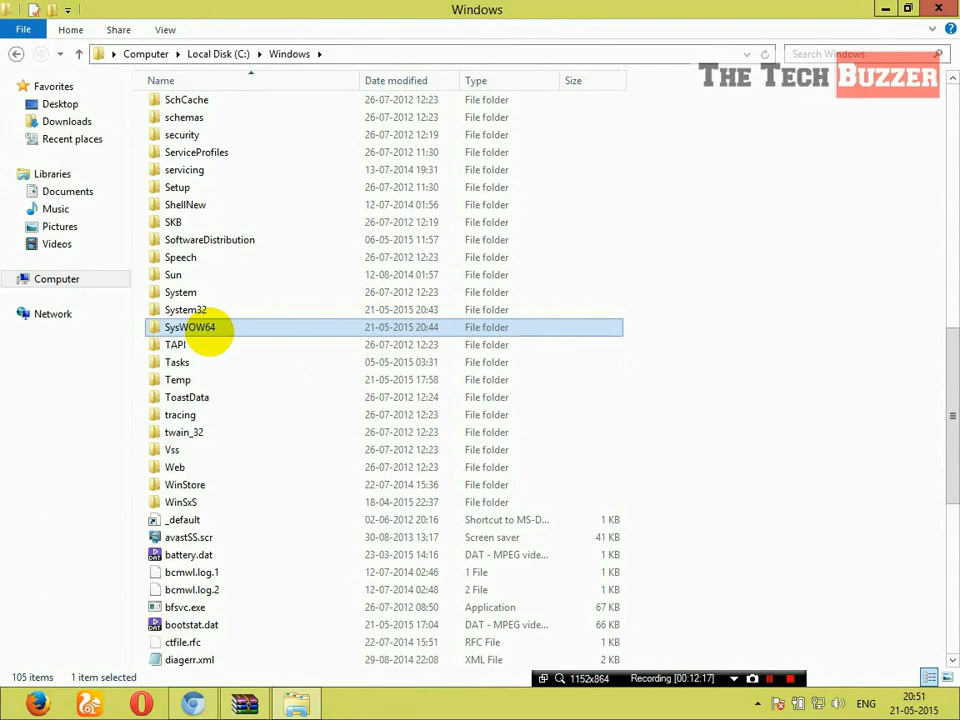 Windows
File Home Share View
Computer Local Disk (C:) Windows Search Windows
THE TECH BUZZER
Name Date modified Type Size
Favorites
Desktop
Downloads
Recent places
Libraries
Documents
Music
Pictures
Videos
Computer
Network
SchCache 26-07-2012 12:23 File folder
schemas 26-07-2012 12:23 File folder
security 26-07-2012 12:19 File folder
ServiceProfiles 26-07-2012 11:30 File folder
servicing 13-07-2014 19:31 File folder
Setup 26-07-2012 11:30 File folder
ShellNew 12-07-2014 01:56 File folder
SKB 26-07-2012 12:19 File folder
SoftwareDistribution 06-05-2015 11:57 File folder
Speech 26-07-2012 12:23 File folder
Sun 12-08-2014 01:57 File folder
System 26-07-2012 12:23 File folder
System32 21-05-2015 20:43 File folder
SysWOW64 21-05-2015 20:44 File folder
TAPI 26-07-2012 12:23 File folder
Tasks 05-05-2015 03:31 File folder
Temp 21-05-2015 17:58 File folder
ToastData 26-07-2012 12:24 File folder
tracing 26-07-2012 12:23 File folder
twain_32 26-07-2012 12:23 File folder
Vss 26-07-2012 12:23 File folder
Web 26-07-2012 12:23 File folder
WinStore 22-07-2014 15:36 File folder
WinSxS 18-04-2015 22:37 File folder
_default 02-06-2012 20:16 Shortcut to MS-D... 1 KB
avastSS.scr 30-08-2013 13:17 Screen saver 41 KB
battery.dat 23-03-2015 14:16 DAT - MPEG vide... 1 KB
bcmwl.log.1 12-07-2014 02:46 1 File 1 KB
bcmwl.log.2 12-07-2014 02:48 2 File 1 KB
bfsvc.exe 26-07-2012 08:50 Application 67 KB
bootstat.dat 21-05-2015 17:04 DAT - MPEG vide... 66 KB
ctfile.rfc 22-07-2014 15:51 RFC File 1 KB
diagerr.xml 29-08-2014 22:08 XML File 2 KB
105 items 1 item selected
1152x864 Recording [00:12:17]
ENG
20:51
21-05-2015